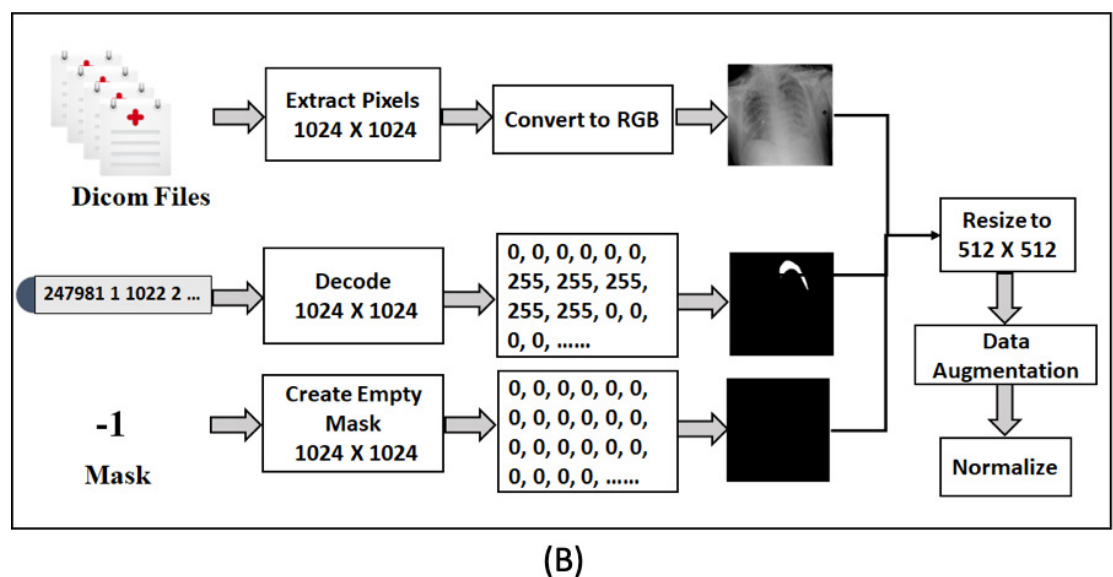 Extract Pixels
1024 X 1024
Convert to RGB
Dicom Files
Resize to
512 X 512
247981 1 1022 2 ...
Decode
1024 X 1024
0, 0, 0, 0, 0, 0,
255, 255, 255,
255, 255, 0, 0,
0, 0, ......
Data
Augmentation
-1
Mask
Create Empty
Mask
1024 X 1024
0, 0, 0, 0, 0, 0,
0, 0, 0, 0, 0, 0,
0, 0, 0, 0, 0, 0,
0, 0, 0, 0, ......
Normalize
(B)